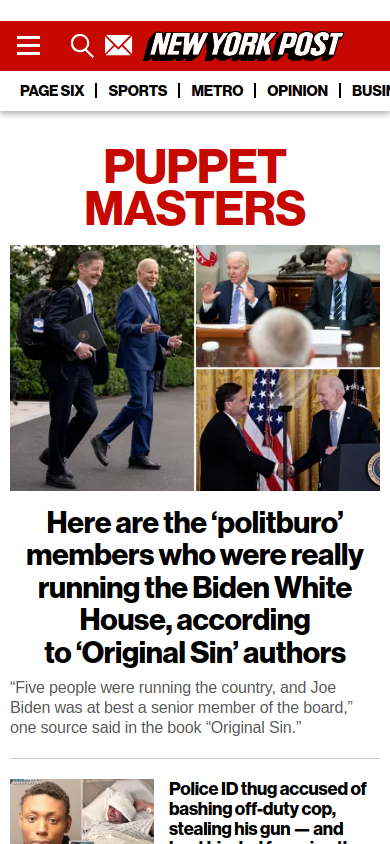 NEW YORK POST
PAGE SIX | SPORTS | METRO | OPINION | BUSIN
PUPPET
MASTERS
Here are the ‘politburo’
members who were really
running the Biden White
House, according
to ‘Original Sin’ authors
“Five people were running the country, and Joe
Biden was at best a senior member of the board,”
one source said in the book “Original Sin.”
Police ID thug accused of
bashing off-duty cop,
stealing his gun — and